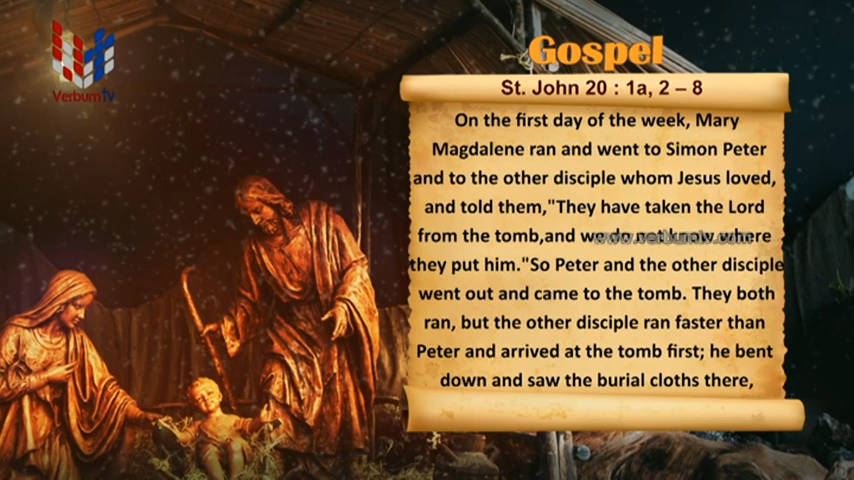 VerbumTv
Gospel
St. John 20 : 1a, 2 – 8
On the first day of the week, Mary
Magdalene ran and went to Simon Peter
and to the other disciple whom Jesus loved,
and told them,"They have taken the Lord
from the tomb,and we do not know where
www.verbumtv.com
they put him."So Peter and the other disciple
went out and came to the tomb. They both
ran, but the other disciple ran faster than
Peter and arrived at the tomb first; he bent
down and saw the burial cloths there,